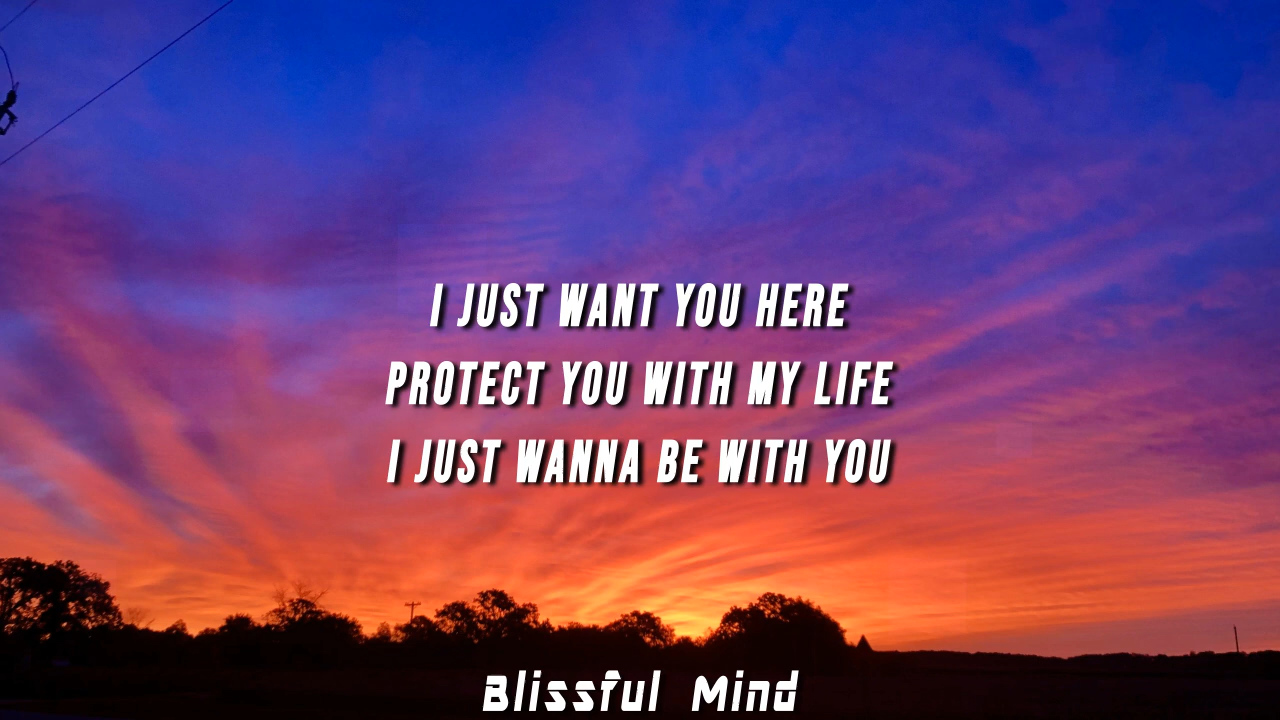 I JUST WANT YOU HERE
PROTECT YOU WITH MY LIFE
I JUST WANNA BE WITH YOU
Blissful Mind